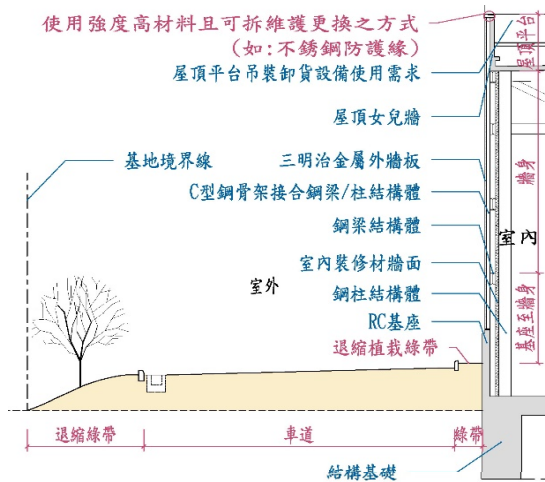 使用強度高材料且可拆維護更換之方式
(如:不銹鋼防護緣)
屋頂平台吊裝卸貨設備使用需求
屋頂女兒牆
基地境界線
三明治金屬外牆板
C型鋼骨架接合鋼梁/柱結構體
鋼梁結構體
室內裝修材牆面
鋼柱結構體
RC基座
退縮植栽綠帶
室外
室內
屋頂平台
牆身
基座至牆身
退縮綠帶
車道
綠帶
結構基礎